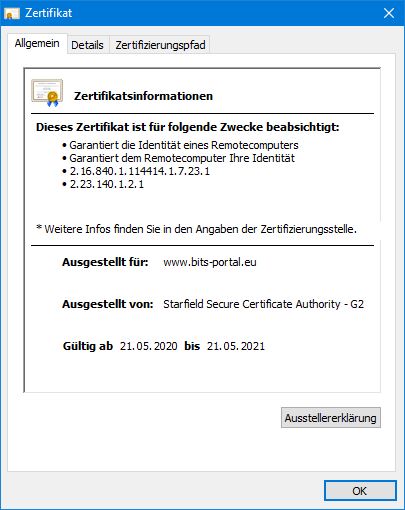 Zertifikat
Allgemein Details Zertifizierungspfad
Zertifikatsinformationen
Dieses Zertifikat ist für folgende Zwecke beabsichtigt:
• Garantiert die Identität eines Remotecomputers
• Garantiert dem Remotecomputer Ihre Identität
• 2.16.840.1.114414.1.7.23.1
• 2.23.140.1.2.1
* Weitere Infos finden Sie in den Angaben der Zertifizierungsstelle.
Ausgestellt für: www.bits-portal.eu
Ausgestellt von: Starfield Secure Certificate Authority - G2
Gültig ab 21.05.2020 bis 21.05.2021
Ausstellererklärung
OK